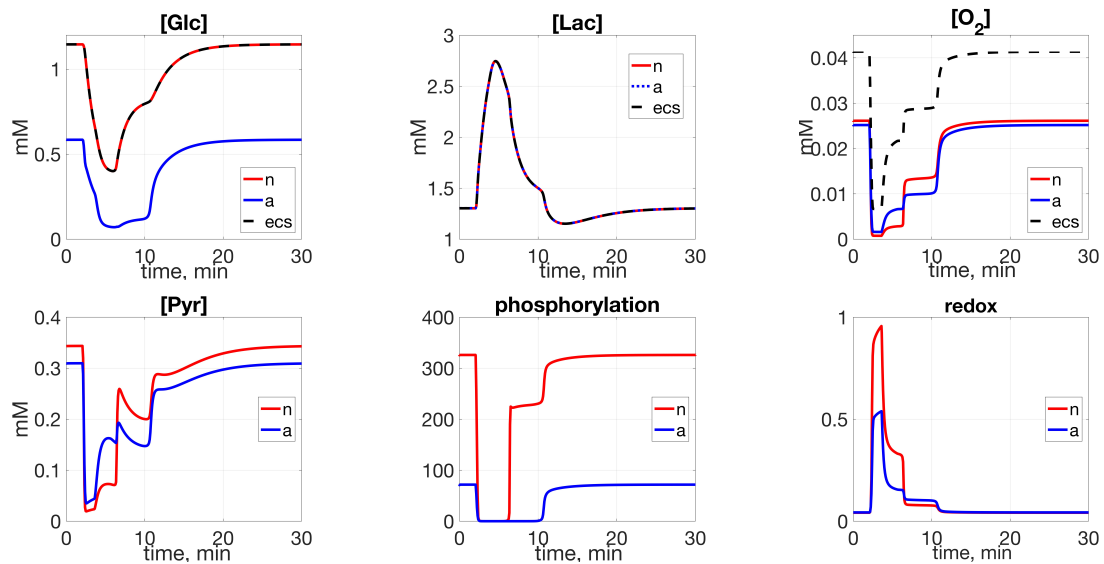 [Glc]
mM
1
0.5
0
n
a
ecs
0 10 20 30
time, min
[Lac]
mM
3
2.5
2
1.5
1
n
a
ecs
0 10 20 30
time, min
[O2]
mM
0.04
0.03
0.02
0.01
0
n
a
ecs
0 10 20 30
time, min
[Pyr]
mM
0.4
0.3
0.2
0.1
0
n
a
0 10 20 30
time, min
phosphorylation
400
300
200
100
0
n
a
0 10 20 30
time, min
redox
1
0.5
0
n
a
0 10 20 30
time, min